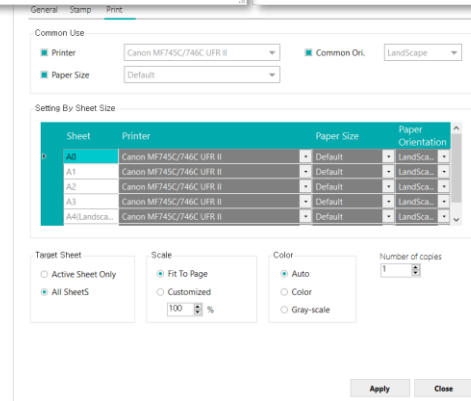 General Stamp Print
Common Use
Printer Canon MF745C/746C UFR II Common Ori. LandScape
Paper Size Default
Setting By Sheet Size
Sheet Printer Paper Size Paper Orientation
A0 Canon MF745C/746C UFR II Default LandSca...
A1 Canon MF745C/746C UFR II Default LandSca...
A2 Canon MF745C/746C UFR II Default LandSca...
A3 Canon MF745C/746C UFR II Default LandSca...
A4(Landsca... Canon MF745C/746C UFR II Default LandSca...
Target Sheet Scale Color Number of copies
Active Sheet Only Fit To Page Auto 1
All SheetS Customized Color
100 % Gray-scale
Apply Close